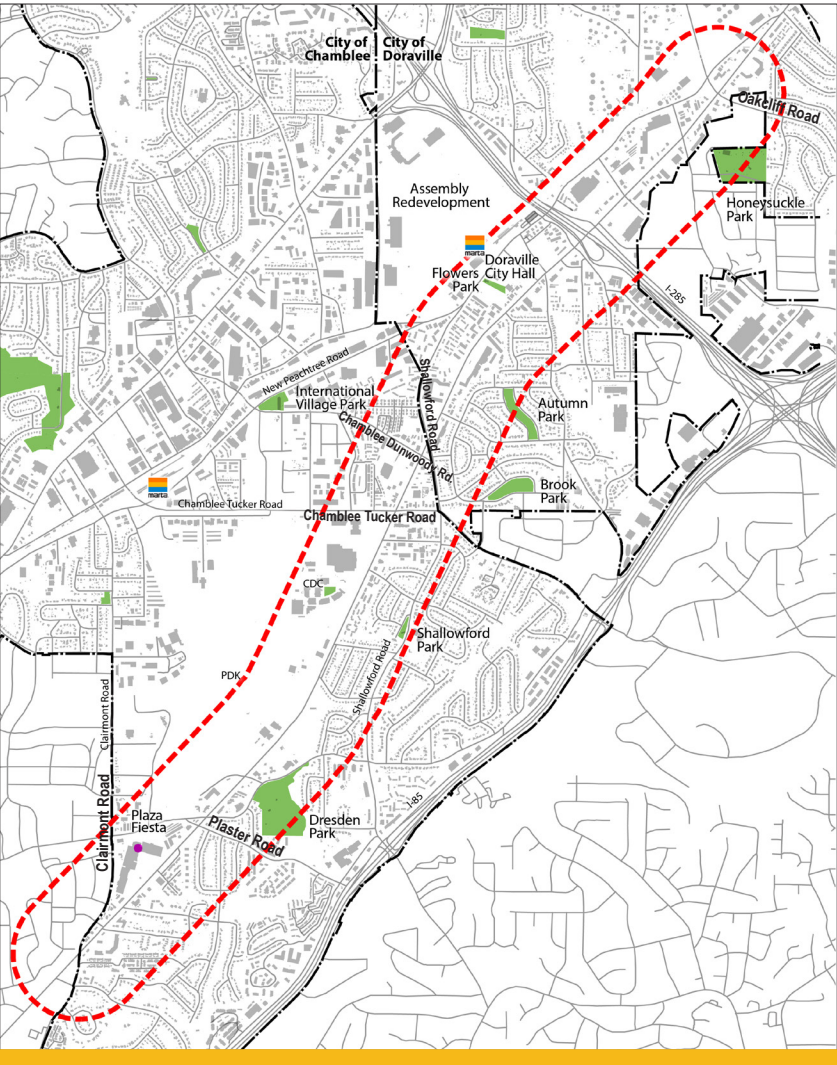 City of
Chamblee
City of
Doraville
Oakcliff Road
Assembly
Redevelopment
Honeysuckle
Park
marta
Doraville
City Hall
Flowers
Park
I-285
New Peachtree Road
Shallowford Road
International
Village Park
Autumn
Park
Chamblee Dunwoody Rd.
Brook
Park
marta
Chamblee Tucker Road
Chamblee Tucker Road
CDC
Shallowford
Park
Shallowford Road
PDK
Clairmont Road
I-85
Plaza
Fiesta
Clairmont Road
Plaster Road
Dresden
Park